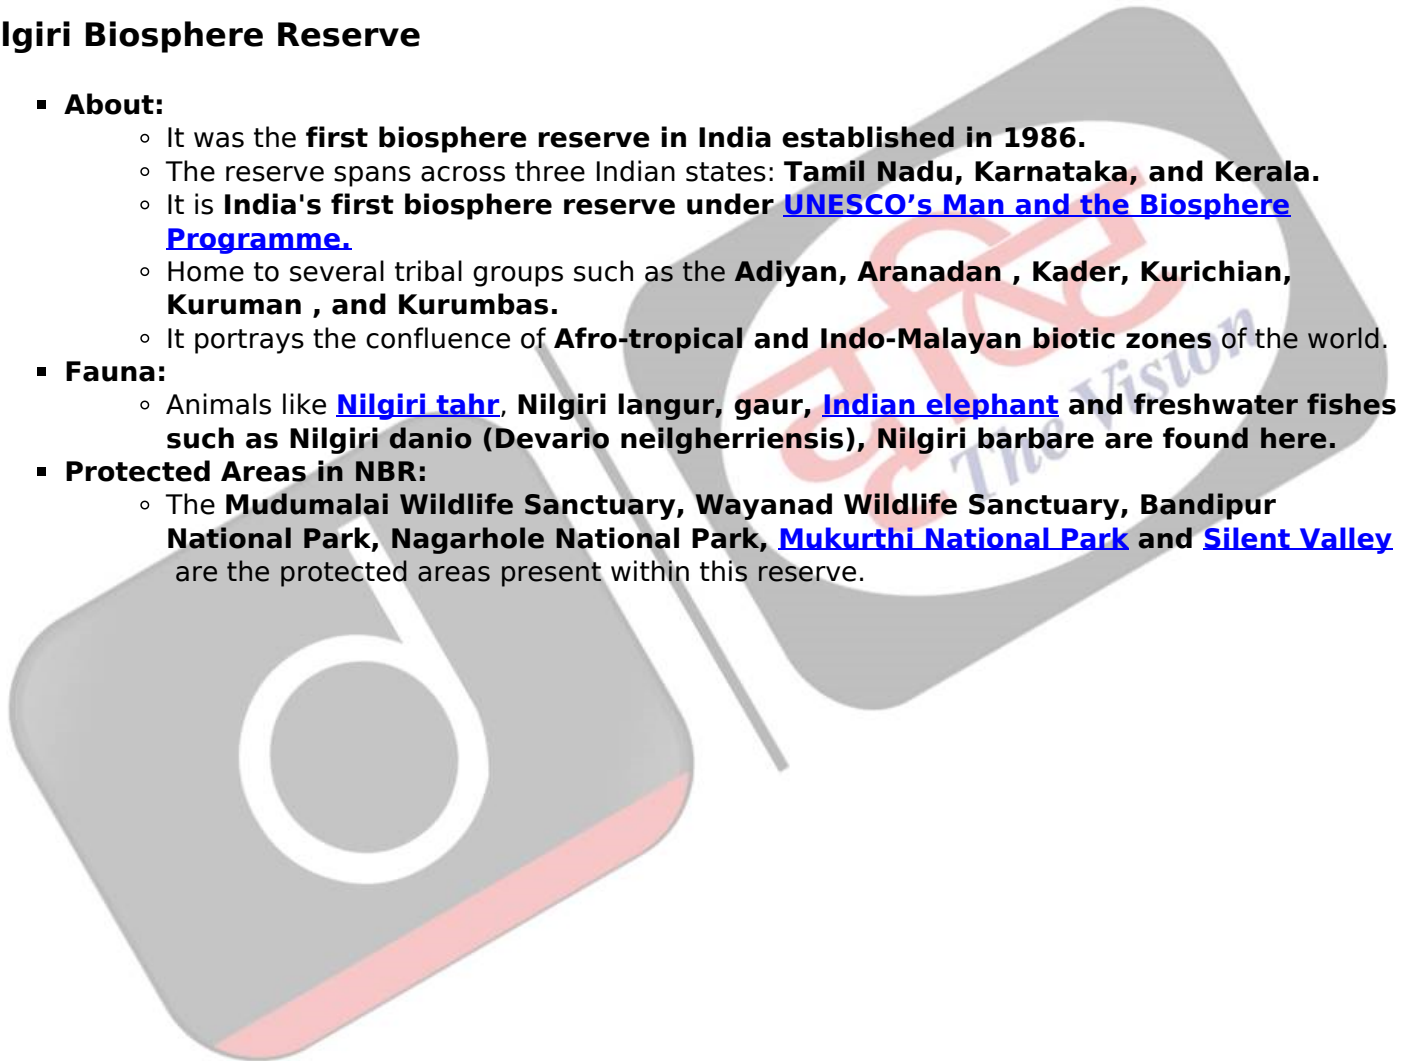 lgiri Biosphere Reserve
About:
It was the first biosphere reserve in India established in 1986.
The reserve spans across three Indian states: Tamil Nadu, Karnataka, and Kerala.
It is India's first biosphere reserve under UNESCO’s Man and the Biosphere
Programme.
Home to several tribal groups such as the Adiyan, Aranadan , Kader, Kurichian,
Kuruman , and Kurumbas.
It portrays the confluence of Afro-tropical and Indo-Malayan biotic zones of the world.
Fauna:
Animals like Nilgiri tahr, Nilgiri langur, gaur, Indian elephant and freshwater fishes
such as Nilgiri danio (Devario neilgherriensis), Nilgiri barbare are found here.
Protected Areas in NBR:
The Mudumalai Wildlife Sanctuary, Wayanad Wildlife Sanctuary, Bandipur
National Park, Nagarhole National Park, Mukurthi National Park and Silent Valley
are the protected areas present within this reserve.
दृष्टि
The Vision
d